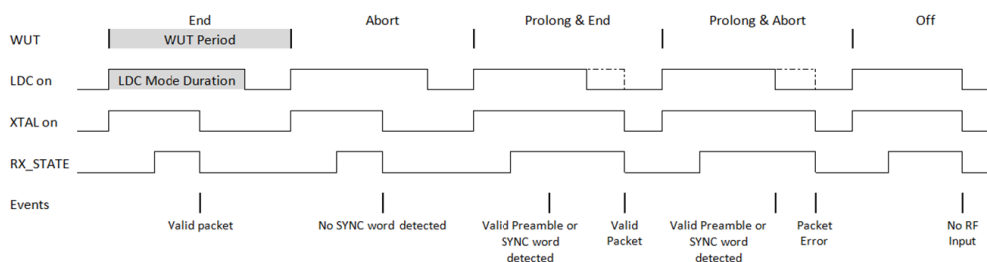 End
Abort
Prolong & End
Prolong & Abort
Off
WUT
WUT Period
LDC on
LDC Mode Duration
XTAL on
RX_STATE
Events
Valid packet
No SYNC word detected
Valid Preamble or
SYNC word
detected
Valid
Packet
Valid Preamble or
SYNC word
detected
Packet
Error
No RF
Input